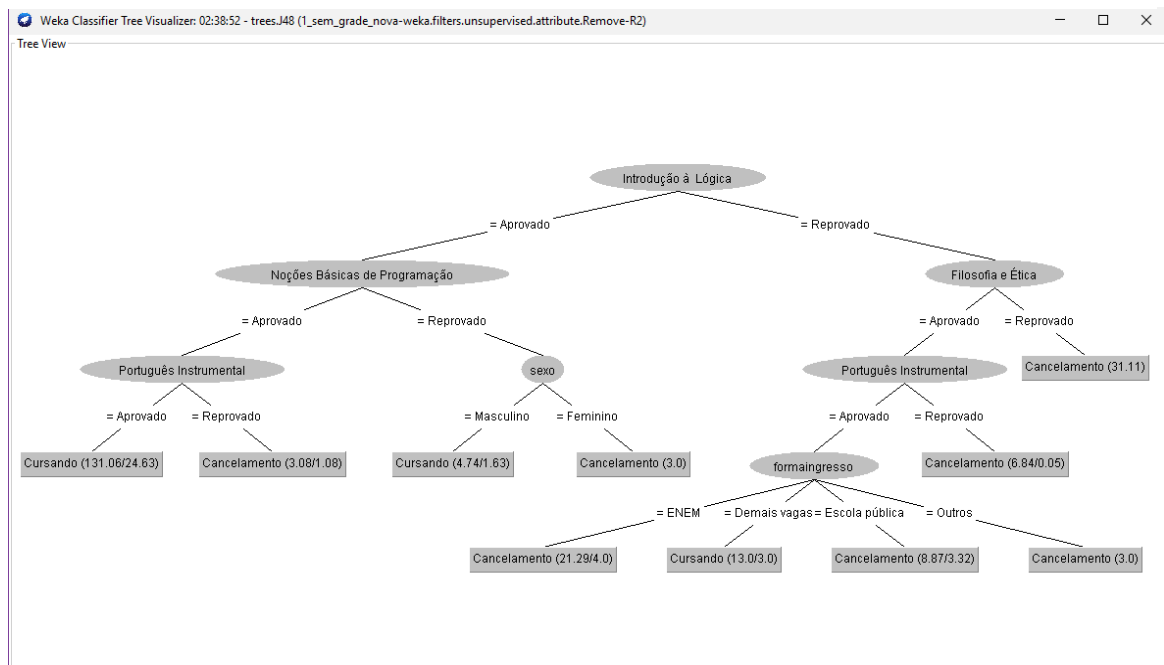 Weka Classifier Tree Visualizer: 02:38:52 - trees.J48 (1_sem_grade_nova-weka.filters.unsupervised.attribute.Remove-R2)
Tree View
Introdução à Lógica
= Aprovado
= Reprovado
Noções Básicas de Programação
Filosofia e Ética
= Aprovado
= Reprovado
= Aprovado
= Reprovado
Português Instrumental
sexo
Português Instrumental
Cancelamento (31.11)
= Aprovado
= Reprovado
= Masculino
= Feminino
= Aprovado
= Reprovado
Cursando (131.06/24.63)
Cancelamento (3.08/1.08)
Cursando (4.74/1.63)
Cancelamento (3.0)
formaingresso
Cancelamento (6.84/0.05)
= ENEM
= Demais vagas
= Escola pública
= Outros
Cancelamento (21.29/4.0)
Cursando (13.0/3.0)
Cancelamento (8.87/3.32)
Cancelamento (3.0)